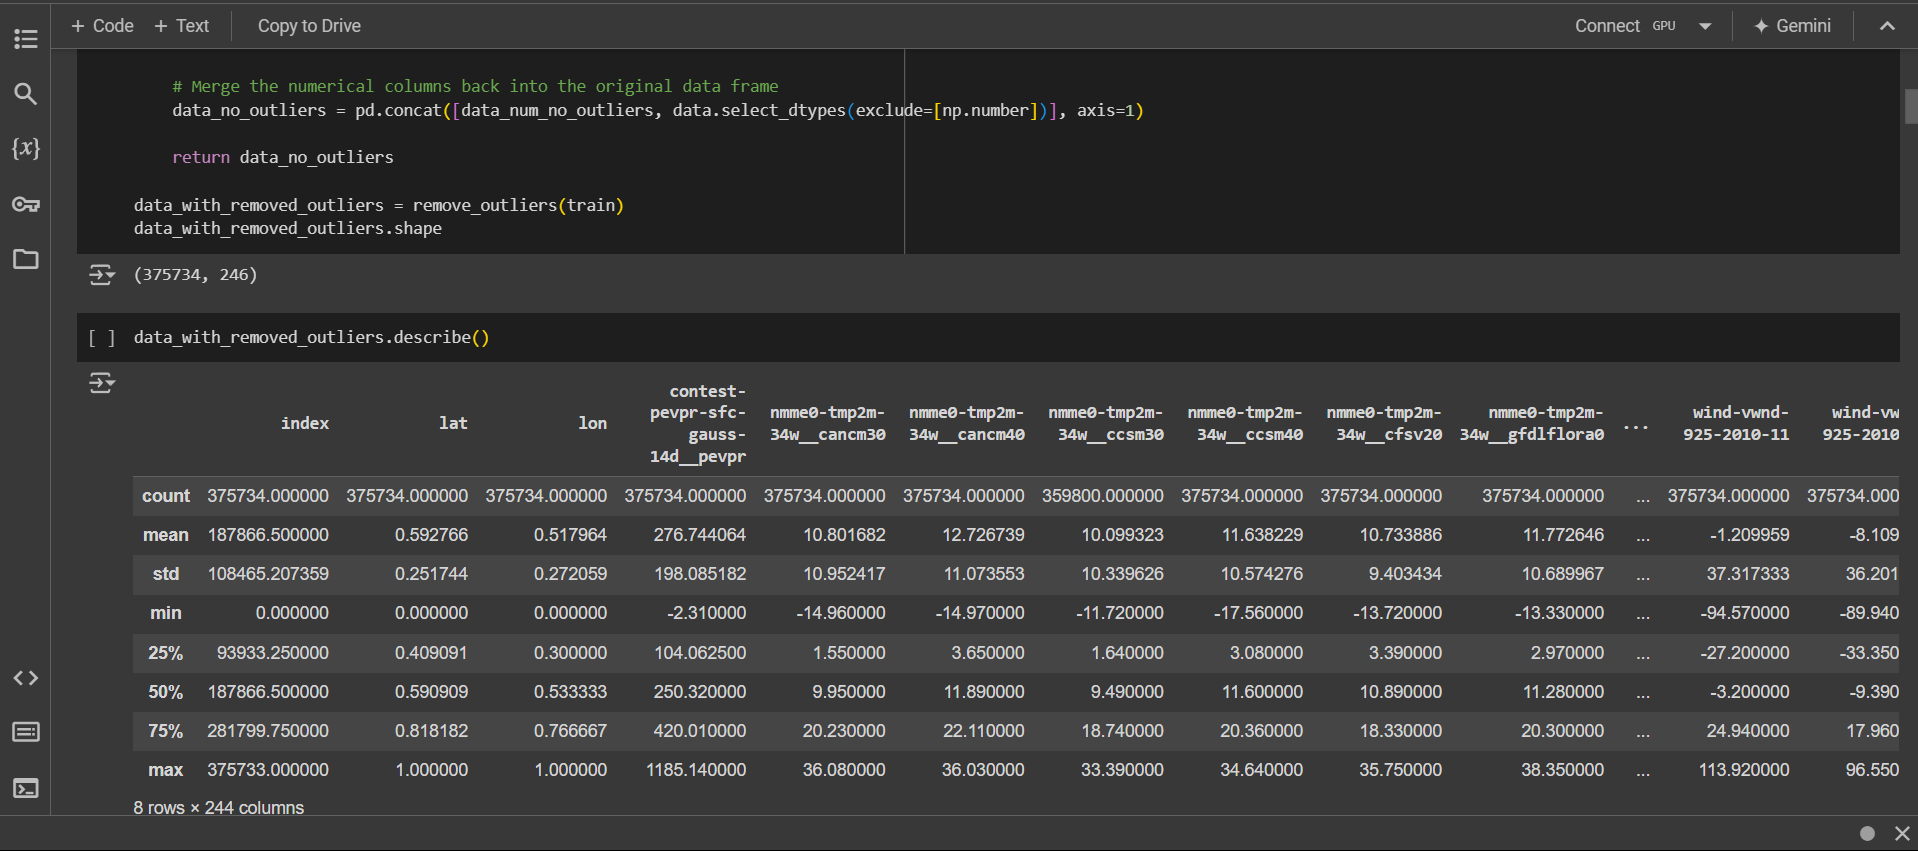 + Code + Text Copy to Drive Connect GPU Gemini
# Merge the numerical columns back into the original data frame
data_no_outliers = pd.concat([data_num_no_outliers, data.select_dtypes(exclude=[np.number])], axis=1)
return data_no_outliers
data_with_removed_outliers = remove_outliers(train)
data_with_removed_outliers.shape
(375734, 246)
[ ] data_with_removed_outliers.describe()
index lat lon contest-pevpr-sfc-gauss-14d__pevpr nmme0-tmp2m-34w__cancm30 nmme0-tmp2m-34w__cancm40 nmme0-tmp2m-34w__ccsm30 nmme0-tmp2m-34w__ccsm40 nmme0-tmp2m-34w__cfsv20 nmme0-tmp2m-34w__gfdlflora0 ... wind-vwnd-925-2010-11 wind-vw 925-2010
count 375734.000000 375734.000000 375734.000000 375734.000000 375734.000000 375734.000000 359800.000000 375734.000000 375734.000000 375734.000000 ... 375734.000000 375734.000
mean 187866.500000 0.592766 0.517964 276.744064 10.801682 12.726739 10.099323 11.638229 10.733886 11.772646 ... -1.209959 -8.109
std 108465.207359 0.251744 0.272059 198.085182 10.952417 11.073553 10.339626 10.574276 9.403434 10.689967 ... 37.317333 36.201
min 0.000000 0.000000 0.000000 -2.310000 -14.960000 -14.970000 -11.720000 -17.560000 -13.720000 -13.330000 ... -94.570000 -89.940
25% 93933.250000 0.409091 0.300000 104.062500 1.550000 3.650000 1.640000 3.080000 3.390000 2.970000 ... -27.200000 -33.350
50% 187866.500000 0.590909 0.533333 250.320000 9.950000 11.890000 9.490000 11.600000 10.890000 11.280000 ... -3.200000 -9.390
75% 281799.750000 0.818182 0.766667 420.010000 20.230000 22.110000 18.740000 20.360000 18.330000 20.300000 ... 24.940000 17.960
max 375733.000000 1.000000 1.000000 1185.140000 36.080000 36.030000 33.390000 34.640000 35.750000 38.350000 ... 113.920000 96.550
8 rows × 244 columns